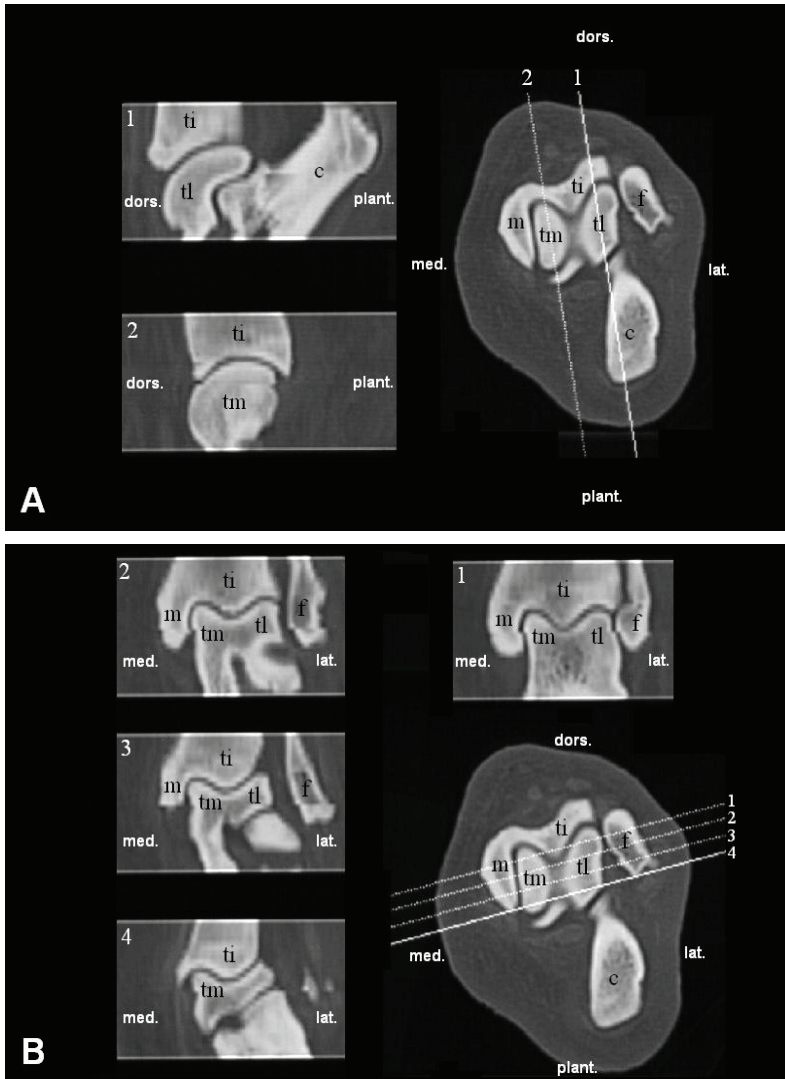 dors.
2 1
1
ti
c
tl
dors.
plant.
ti
f
m
tm
tl
med.
lat.
c
2
ti
dors.
plant.
tm
plant.
A
2
ti
m
f
tm
tl
med.
lat.
1
ti
m
f
tm
tl
med.
lat.
3
ti
m
f
tm
tl
med.
lat.
dors.
1
2
3
4
ti
f
m
tm
tl
med.
lat.
c
plant.
4
ti
tm
med.
lat.
B